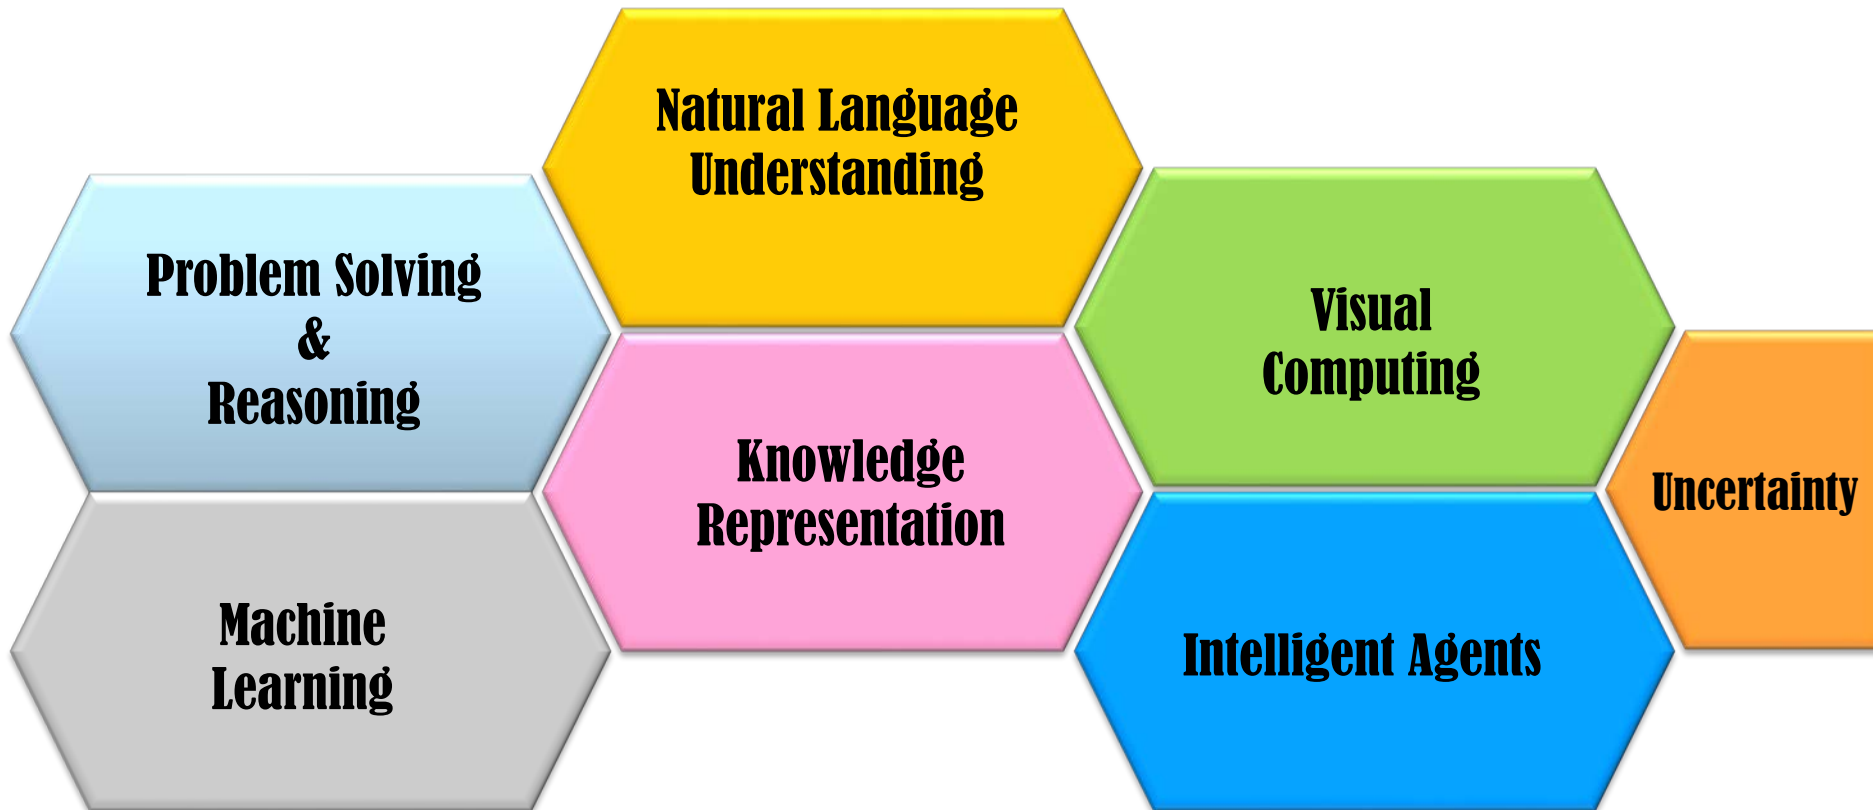 Natural Language
Understanding
Problem Solving
&
Reasoning
Visual
Computing
Knowledge
Representation
Uncertainty
Machine
Learning
Intelligent Agents